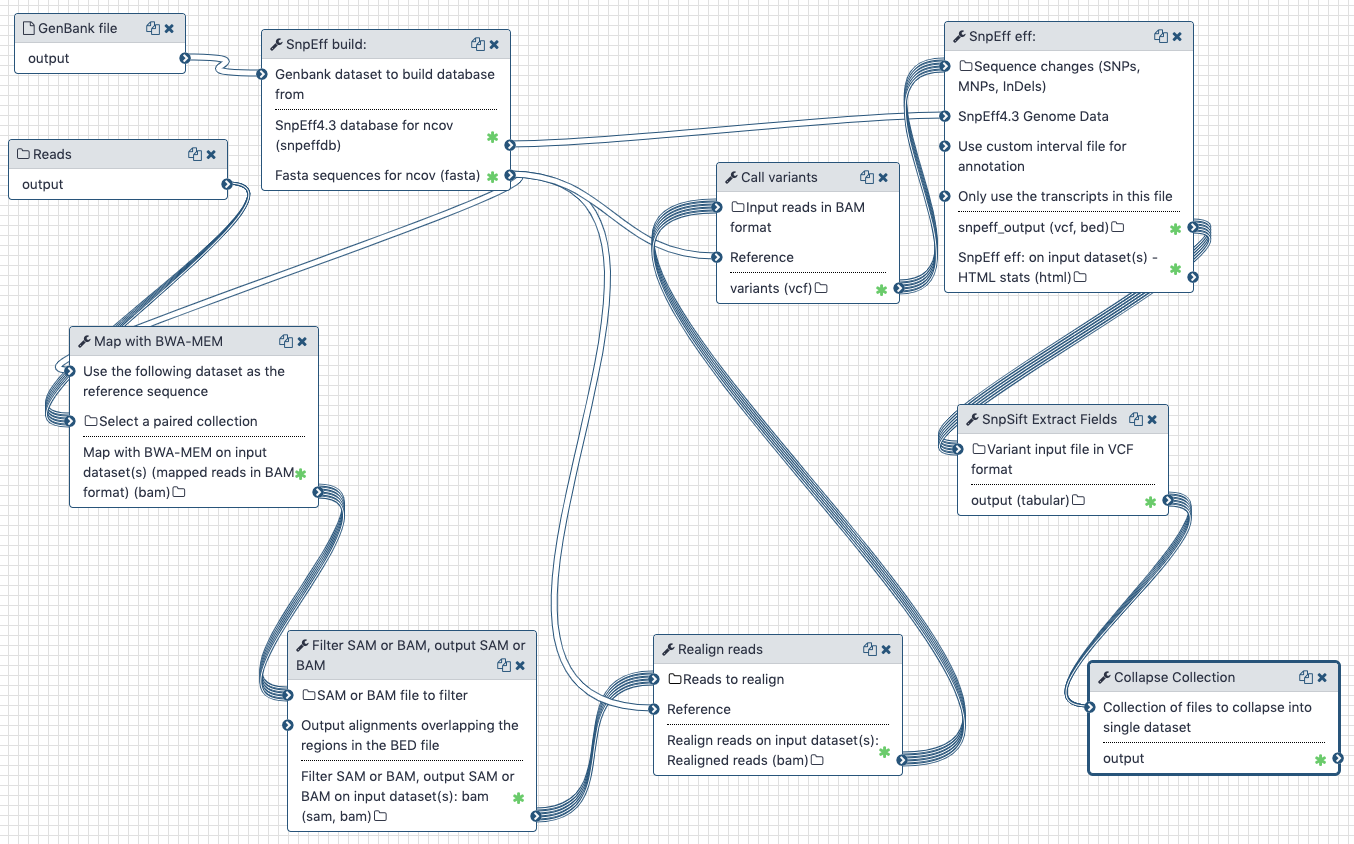 GenBank file
output
SnpEff build:
Genbank dataset to build database
from
SnpEff4.3 database for ncov
(snpeffdb)
Fasta sequences for ncov (fasta)
SnpEff eff:
Sequence changes (SNPs,
MNPs, InDels)
SnpEff4.3 Genome Data
Use custom interval file for
annotation
Only use the transcripts in this file
snpeff_output (vcf, bed)
SnpEff eff: on input dataset(s) -
HTML stats (html)
Reads
output
Call variants
Input reads in BAM
format
Reference
variants (vcf)
Map with BWA-MEM
Use the following dataset as the
reference sequence
Select a paired collection
Map with BWA-MEM on input
dataset(s) (mapped reads in BAM
format) (bam)
SnpSift Extract Fields
Variant input file in VCF
format
output (tabular)
Filter SAM or BAM, output SAM or
BAM
SAM or BAM file to filter
Output alignments overlapping the
regions in the BED file
Filter SAM or BAM, output SAM or
BAM on input dataset(s): bam
(sam, bam)
Realign reads
Reads to realign
Reference
Realign reads on input dataset(s):
Realigned reads (bam)
Collapse Collection
Collection of files to collapse into
single dataset
output